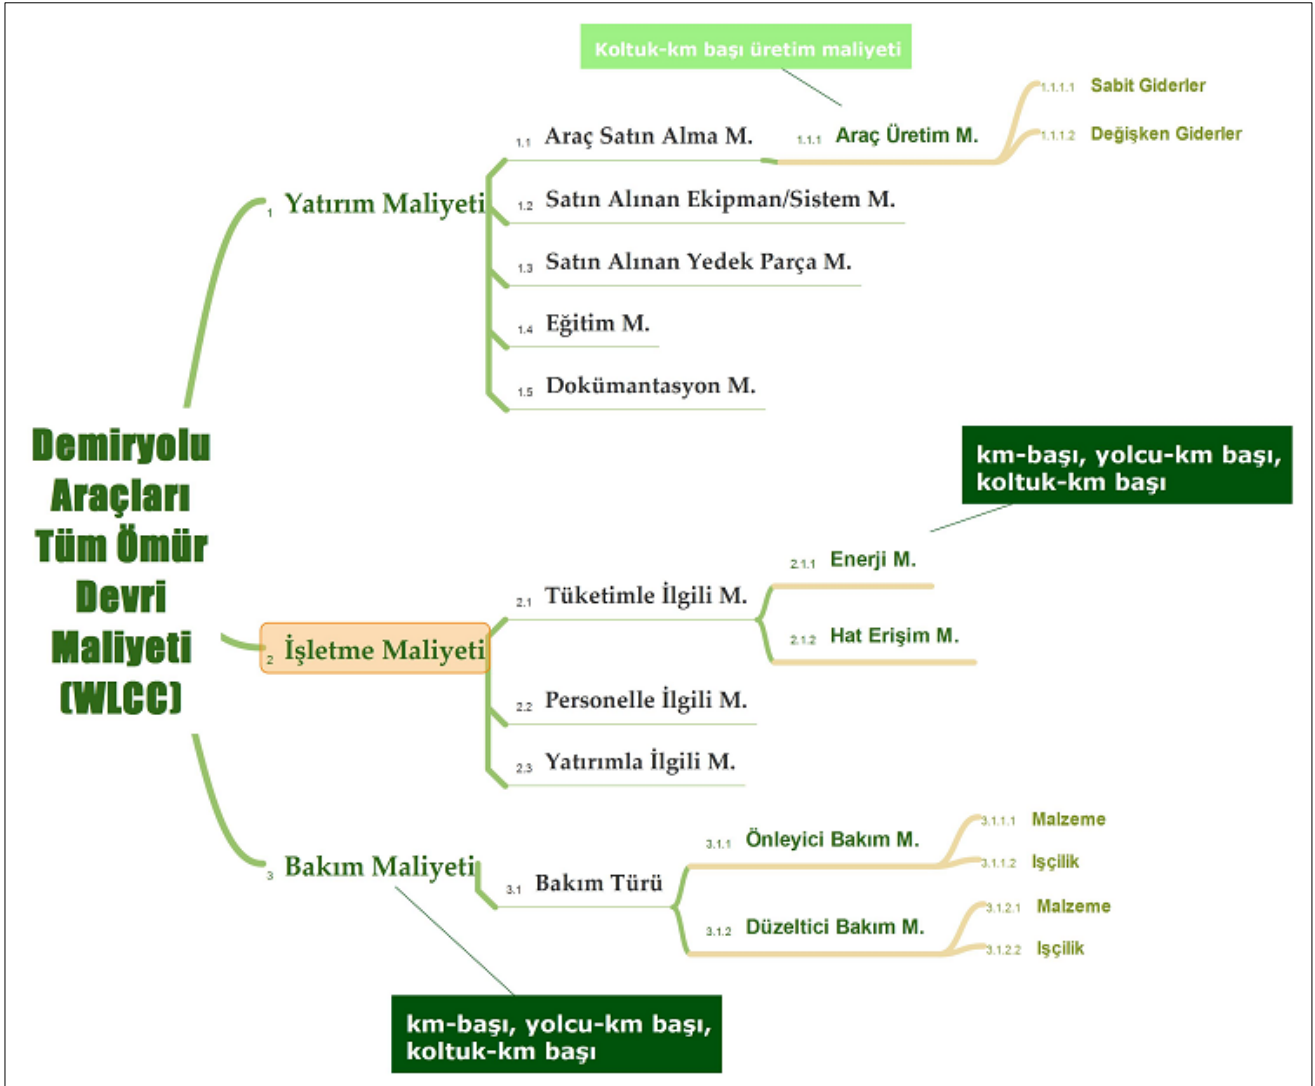 Demiryolu
Araçları
Tüm Ömür
Devri
Maliyeti
(WLCC)
1 Yatırım Maliyeti
1.1 Araç Satın Alma M.
Koltuk-km başı üretim maliyeti
1.1.1 Araç Üretim M.
1.1.1.1 Sabit Giderler
1.1.1.2 Değişken Giderler
1.2 Satın Alınan Ekipman/Sistem M.
1.3 Satın Alınan Yedek Parça M.
1.4 Eğitim M.
1.5 Dokümantasyon M.
2 İşletme Maliyeti
2.1 Tüketimle İlgili M.
km-başı, yolcu-km başı,
koltuk-km başı
2.1.1 Enerji M.
2.1.2 Hat Erişim M.
2.2 Personelle İlgili M.
2.3 Yatırımla İlgili M.
3 Bakım Maliyeti
3.1 Bakım Türü
3.1.1 Önleyici Bakım M.
3.1.1.1 Malzeme
3.1.1.2 Işçilik
3.1.2 Düzeltici Bakım M.
3.1.2.1 Malzeme
3.1.2.2 Işçilik
km-başı, yolcu-km başı,
koltuk-km başı